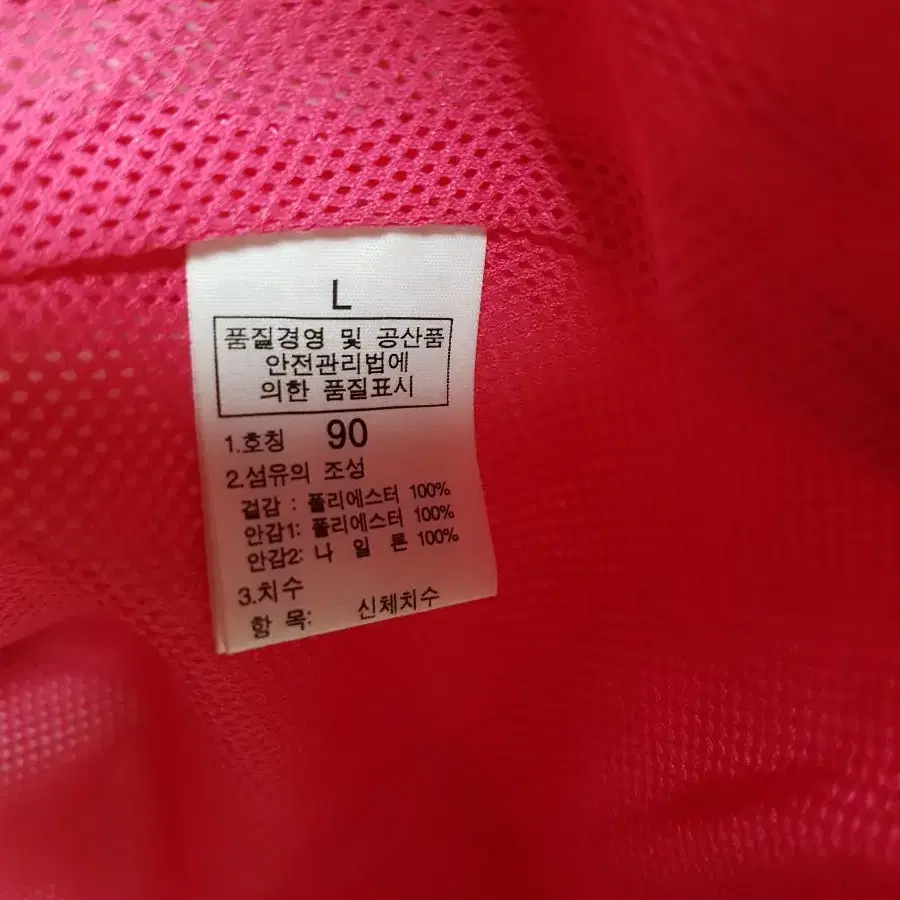 L
품질경영 및 공산품
안전관리법에
의한 품질표시
1.호칭 90
2.섬유의 조성
겉감 : 폴리에스터 100%
안감1: 폴리에스터 100%
안감2: 나 일 론 100%
3.치수
항 목: 신체치수